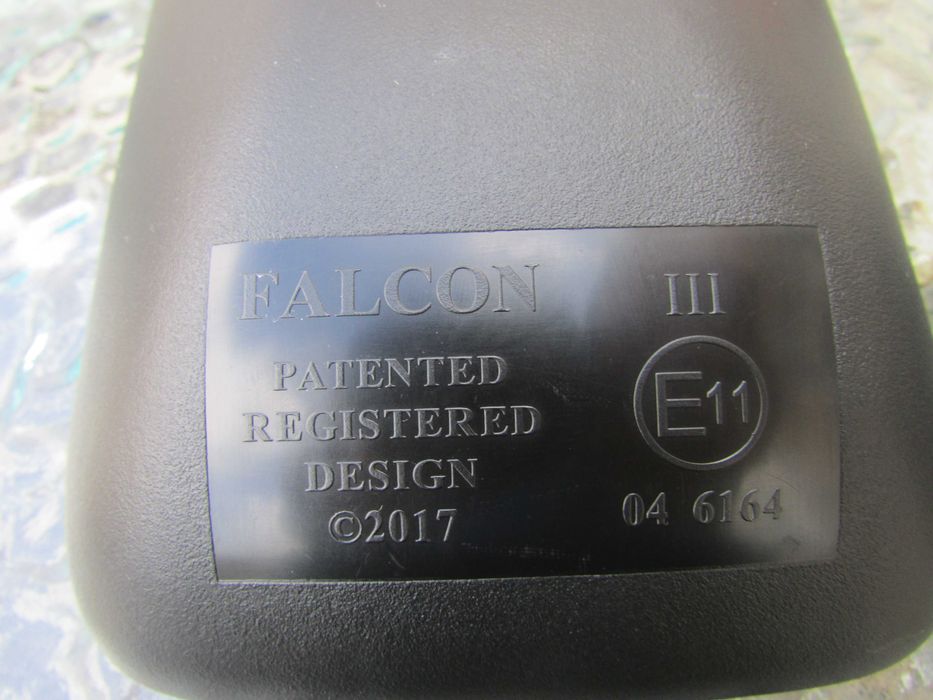 FALCON III
PATENTED
REGISTERED
DESIGN
©2017
E11
04 6164